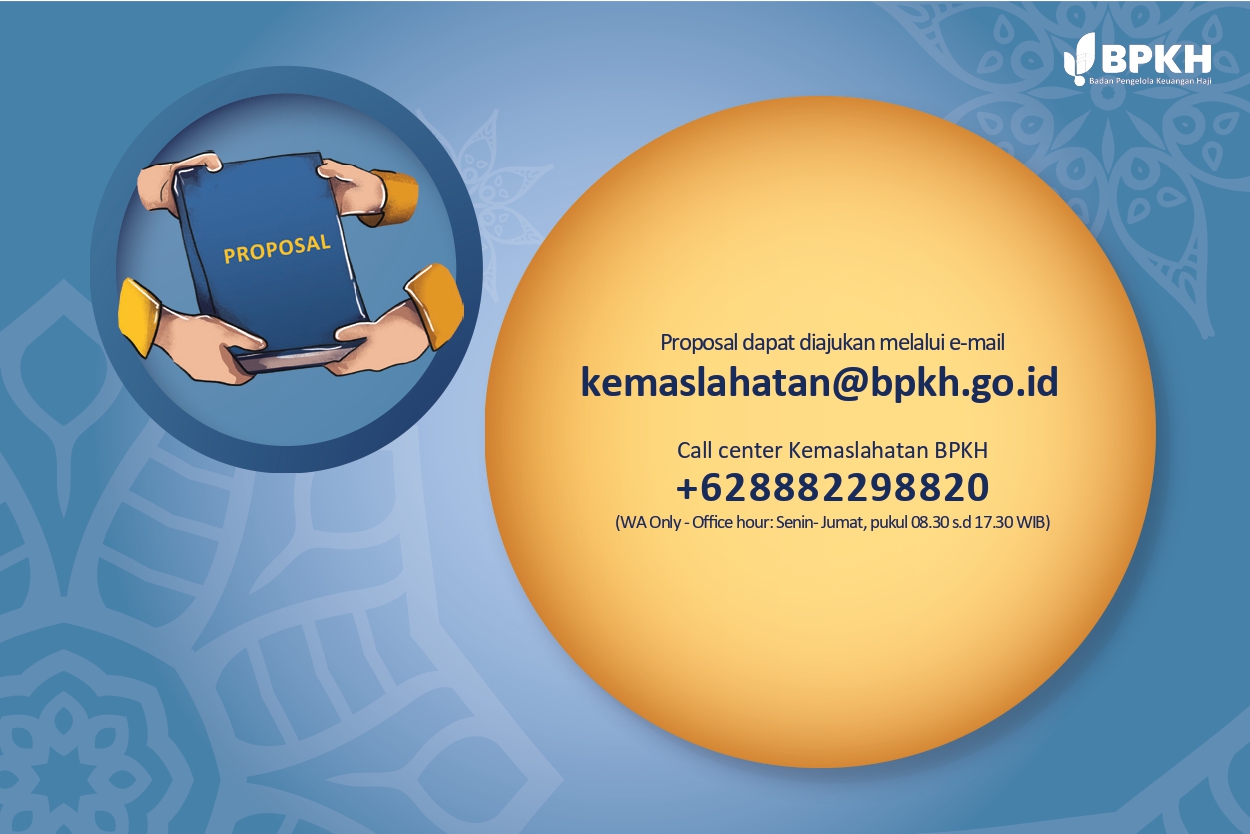 BPKH
Badan Pengelola Keuangan Haji
PROPOSAL
Proposal dapat diajukan melalui e-mail
kemaslahatan@bpkh.go.id
Call center Kemaslahatan BPKH
+628882298820
(WA Only - Office hour: Senin- Jumat, pukul 08.30 s.d 17.30 WIB)